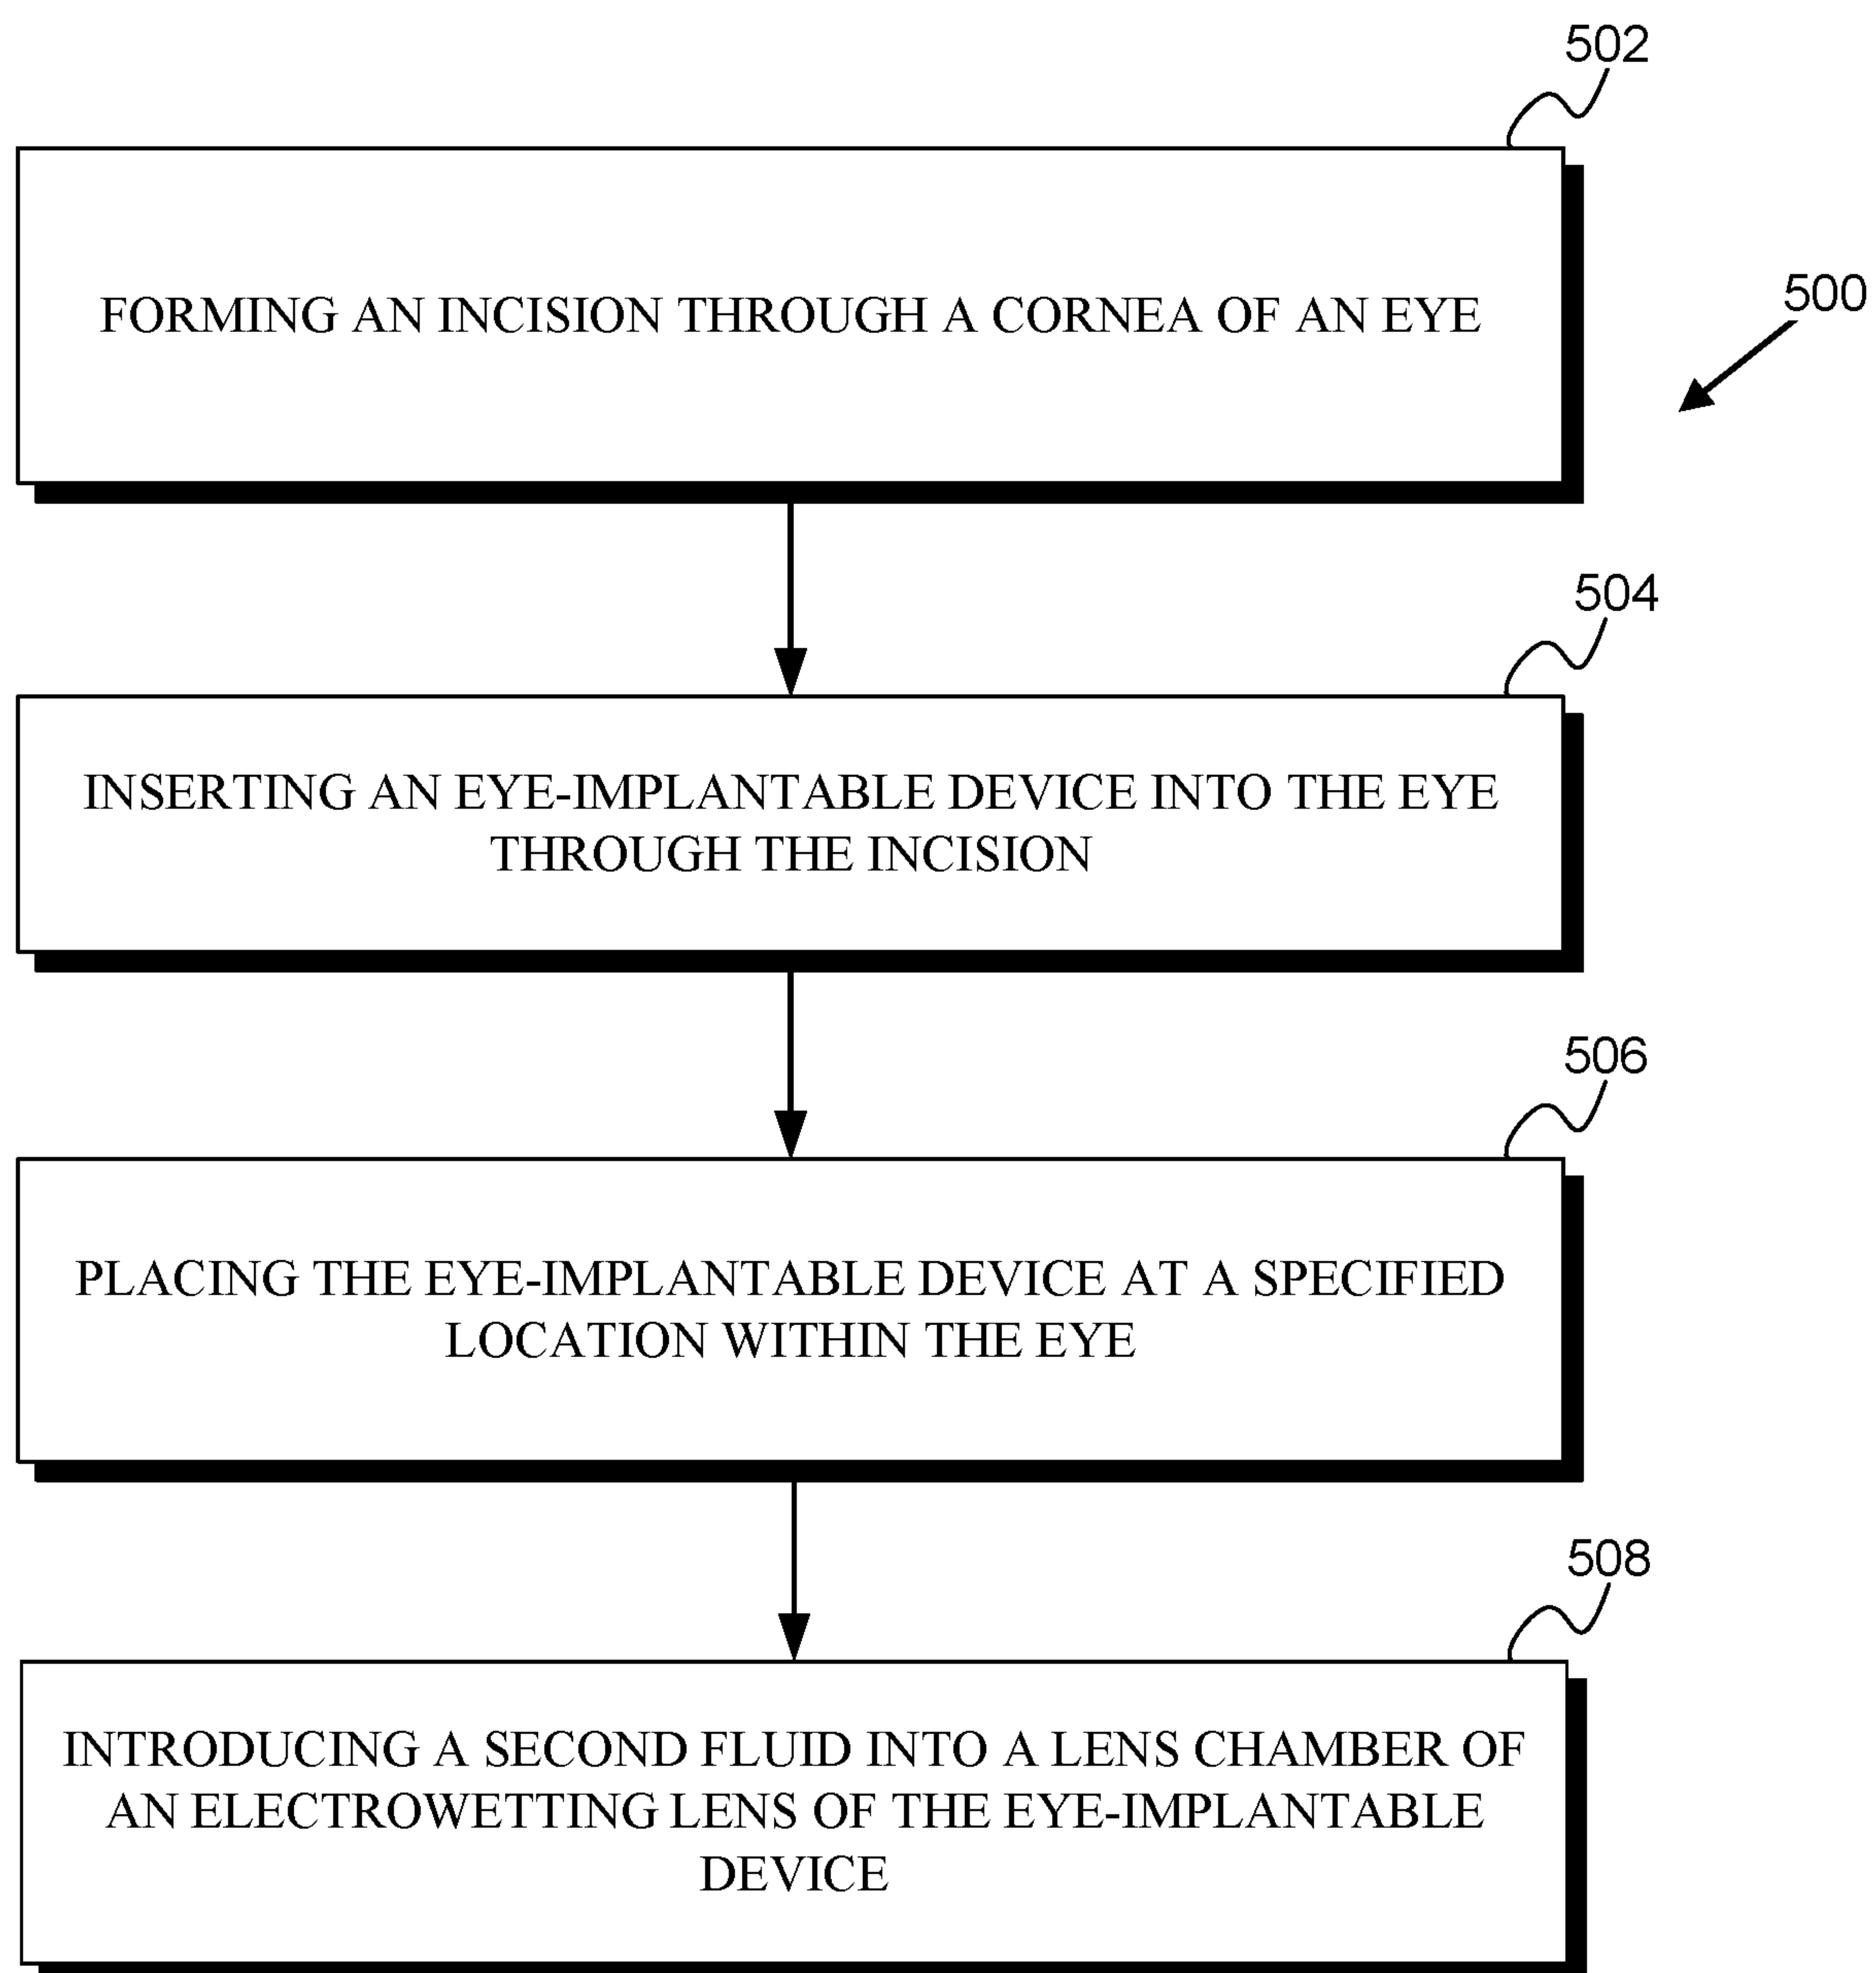 502
FORMING AN INCISION THROUGH A CORNEA OF AN EYE
500
504
INSERTING AN EYE-IMPLANTABLE DEVICE INTO THE EYE
THROUGH THE INCISION
506
PLACING THE EYE-IMPLANTABLE DEVICE AT A SPECIFIED
LOCATION WITHIN THE EYE
508
INTRODUCING A SECOND FLUID INTO A LENS CHAMBER OF
AN ELECTROWETTING LENS OF THE EYE-IMPLANTABLE
DEVICE